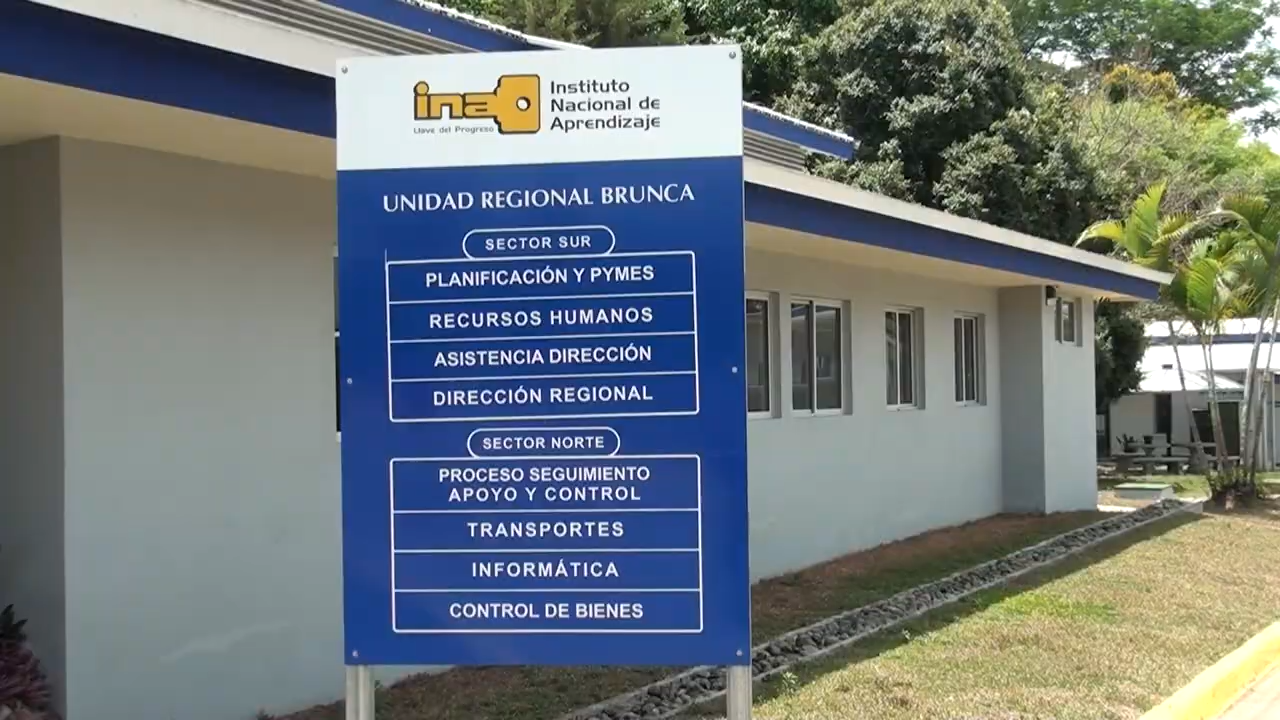 ina
Llave del Progreso
Instituto
Nacional de
Aprendizaje
UNIDAD REGIONAL BRUNCA
SECTOR SUR
PLANIFICACIÓN Y PYMES
RECURSOS HUMANOS
ASISTENCIA DIRECCIÓN
DIRECCIÓN REGIONAL
SECTOR NORTE
PROCESO SEGUIMIENTO
APOYO Y CONTROL
TRANSPORTES
INFORMÁTICA
CONTROL DE BIENES